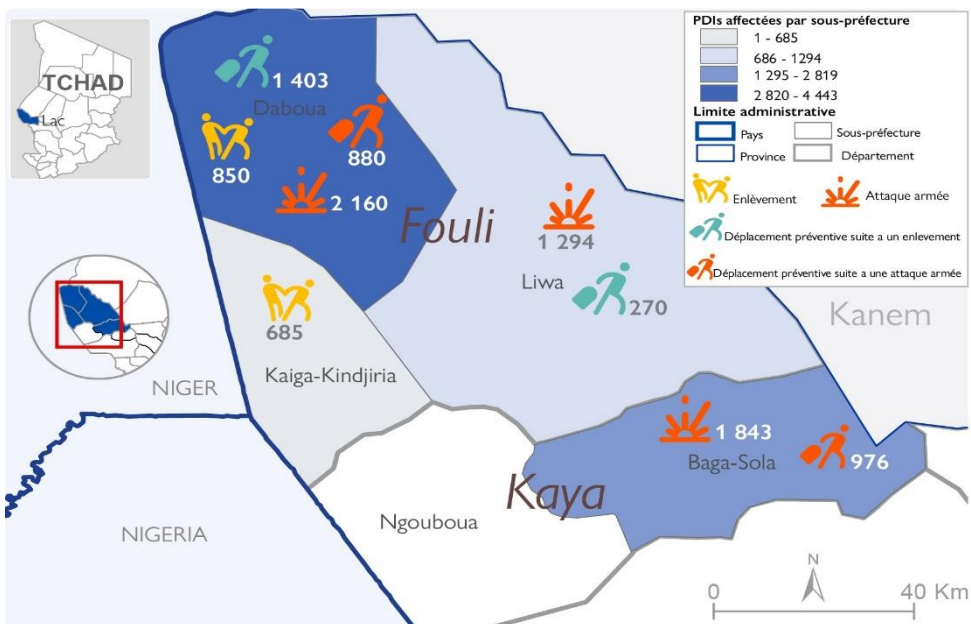 TCHAD
Lac
PDIs affectées par sous-préfecture
1 - 685
686 - 1294
1 295 - 2 819
2 820 - 4 443
Limite administrative
Pays
Sous-préfecture
Province
Département
Enlèvement
Attaque armée
Déplacement préventive suite a un enlevement
Déplacement préventive suite a une attaque armée
1 403
Daboua
850
880
2 160
Fouli
1 294
Liwa
270
Kanem
685
Kaiga-Kindjiria
NIGER
1 843
Baga-Sola
976
Kaya
Ngouboua
NIGERIA
N
0
40 Km